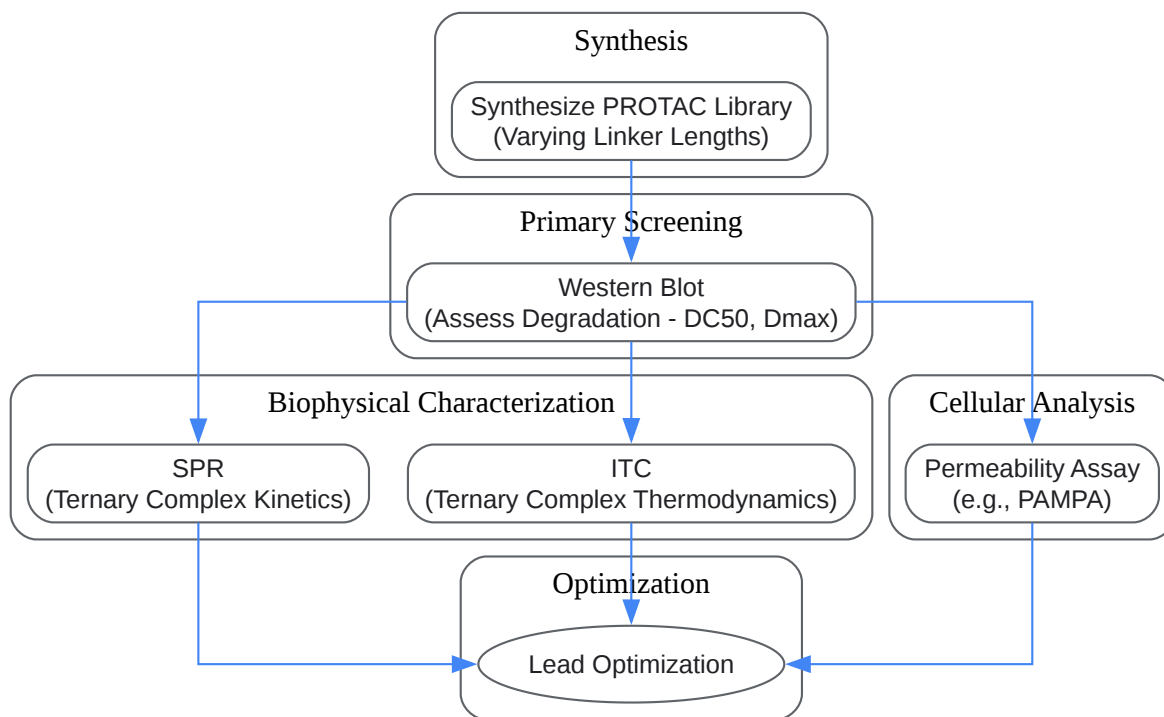 Synthesis
Synthesize PROTAC Library
(Varying Linker Lengths)
Primary Screening
Western Blot
(Assess Degradation - DC50, Dmax)
Biophysical Characterization
SPR
(Ternary Complex Kinetics)
ITC
(Ternary Complex Thermodynamics)
Cellular Analysis
Permeability Assay
(e.g., PAMPA)
Optimization
Lead Optimization